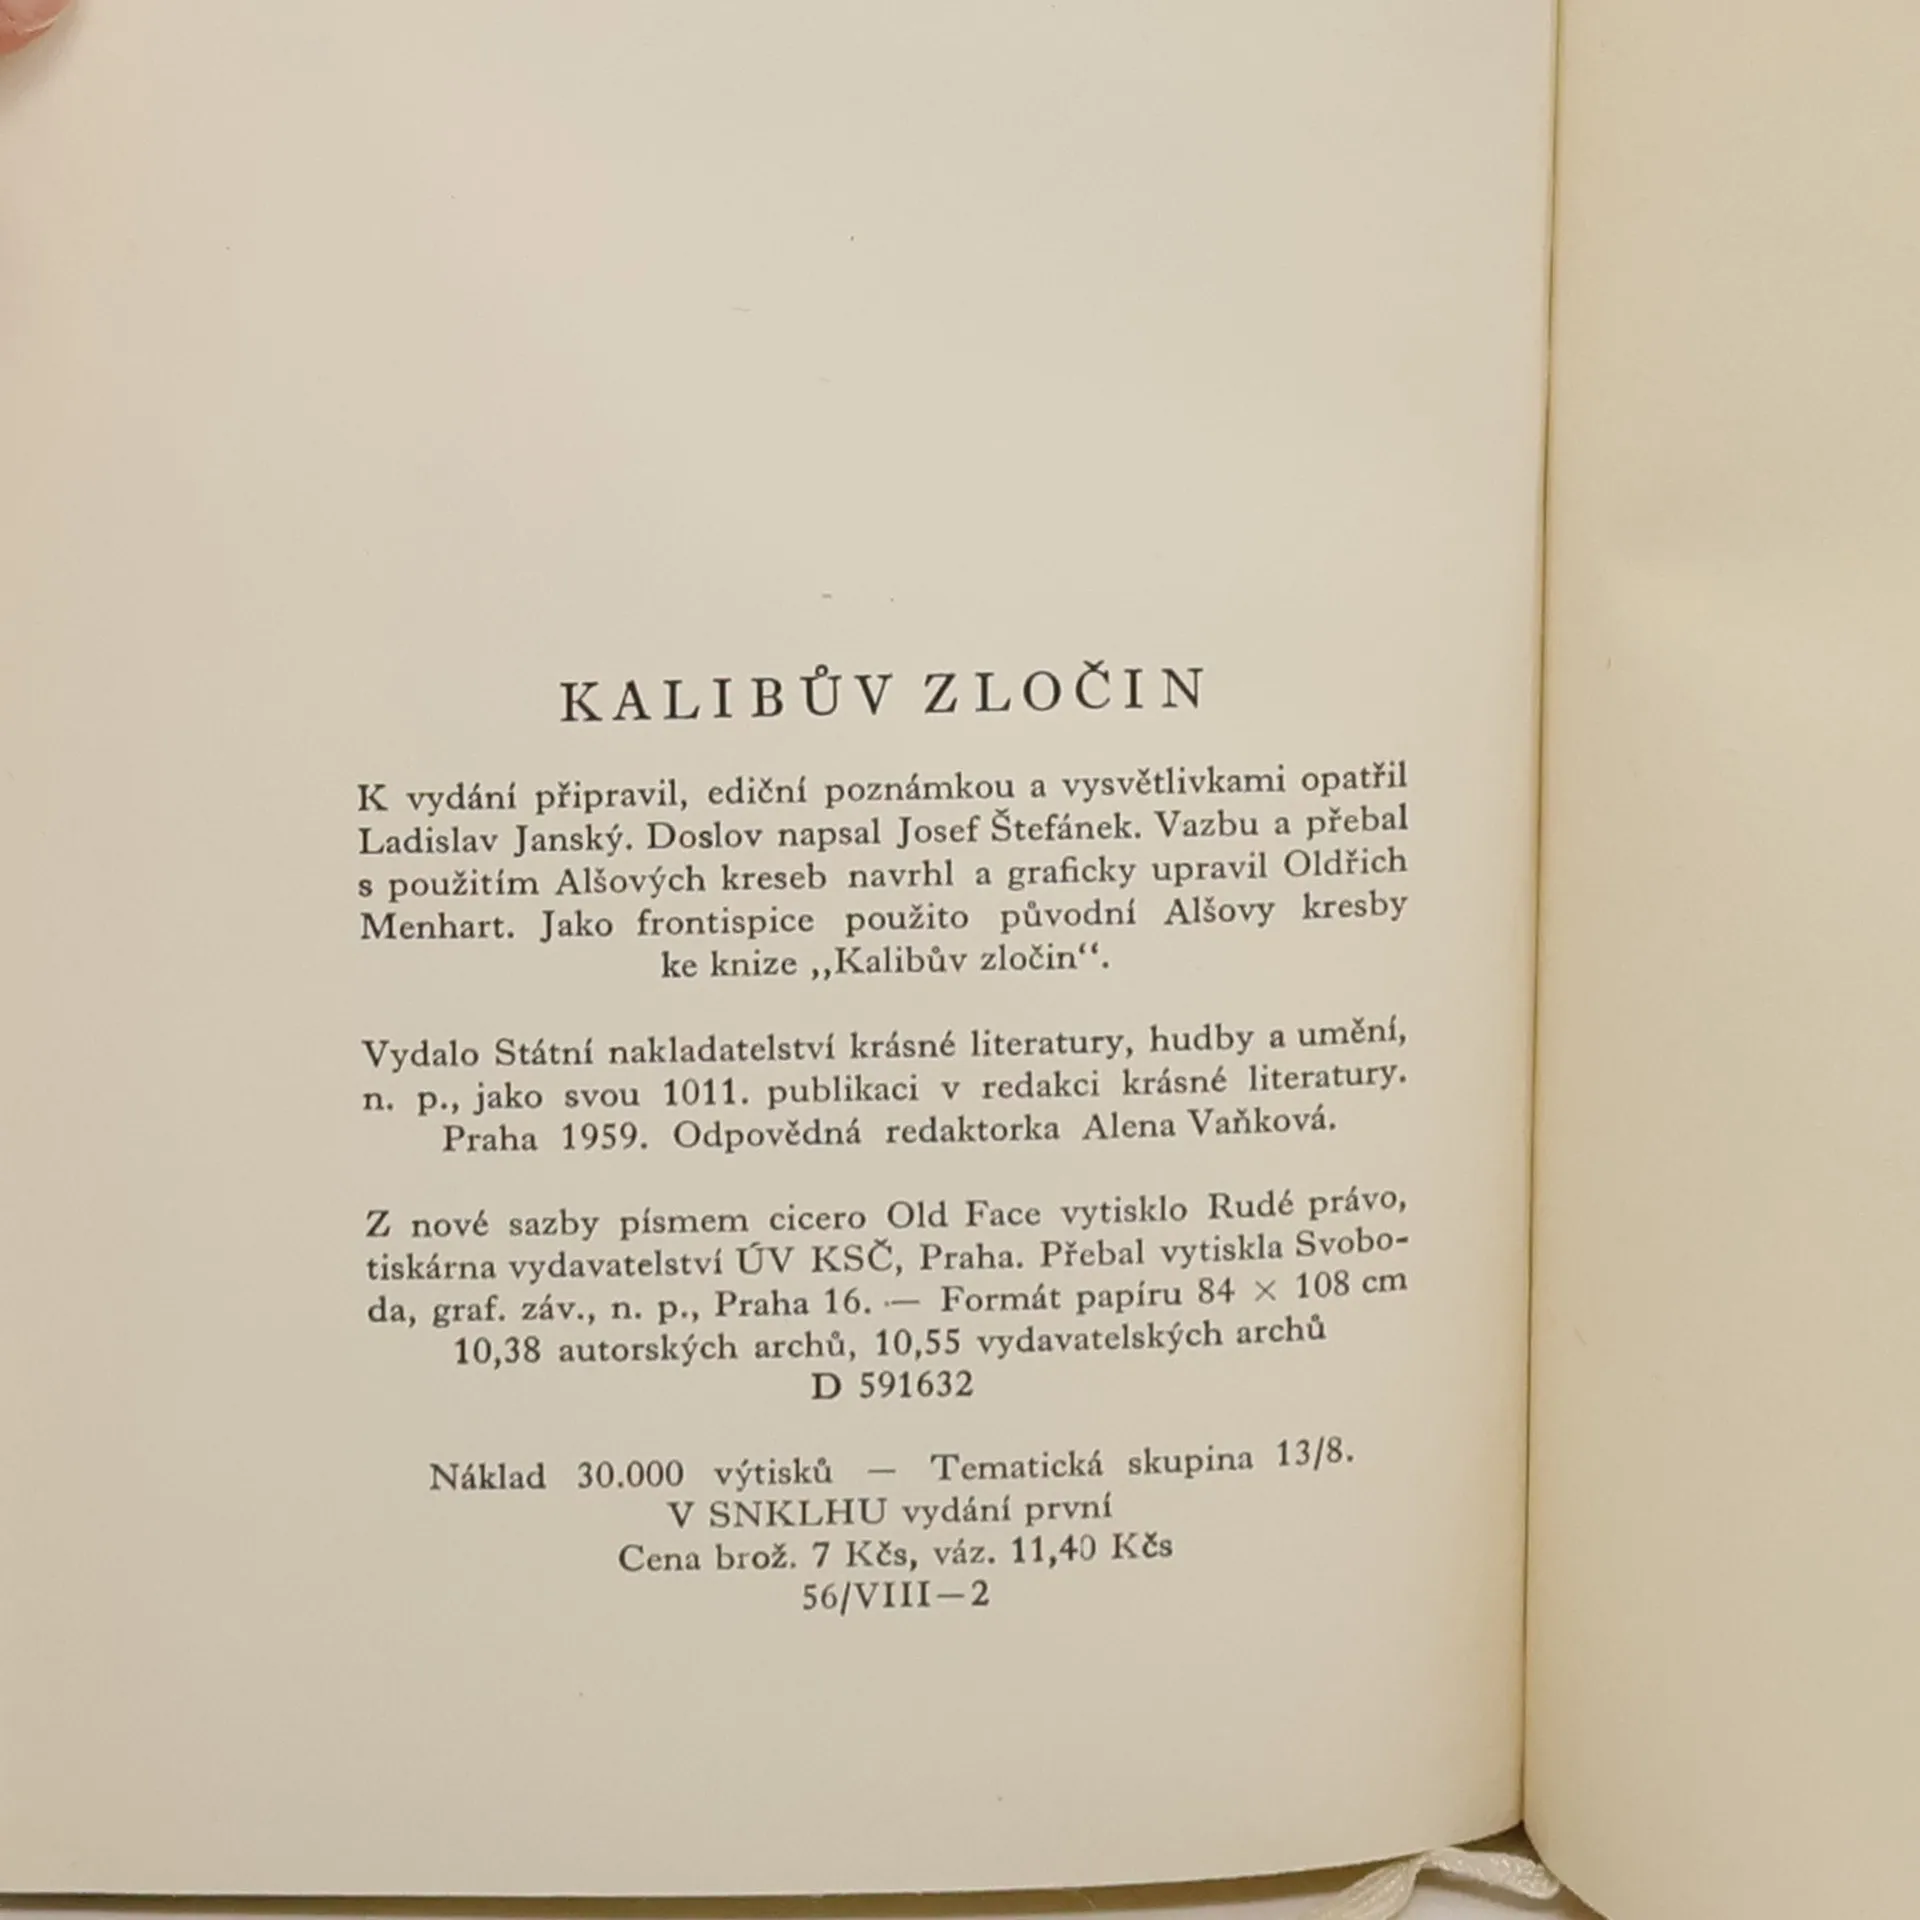 KALIBŮV ZLOČIN
K vydání připravil, ediční poznámkou a vysvětlivkami opatřil
Ladislav Janský. Doslov napsal Josef Štefánek. Vazbu a přebal
s použitím Alšových kreseb navrhl a graficky upravil Oldřich
Menhart. Jako frontispice použito původní Alšovy kresby
ke knize „Kalibův zločin“.
Vydalo Státní nakladatelství krásné literatury, hudby a umění,
n. p., jako svou 1011. publikaci v redakci krásné literatury.
Praha 1959. Odpovědná redaktorka Alena Vaňková.
Z nové sazby písmem cicero Old Face vytisklo Rudé právo,
tiskárna vydavatelství ÚV KSČ, Praha. Přebal vytiskla Svobo-
da, graf. záv., n. p., Praha 16. — Formát papíru 84 × 108 cm
10,38 autorských archů, 10,55 vydavatelských archů
D 591632
Náklad 30.000 výtisků — Tematická skupina 13/8.
V SNKLHU vydání první
Cena brož. 7 Kčs, váz. 11,40 Kčs
56/VIII—2